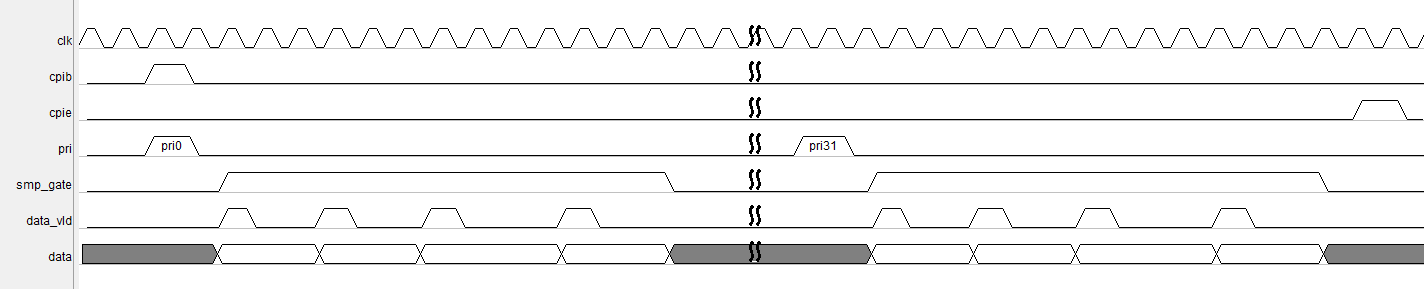 clk
cpib
cpie
pri pri0 pri31
smp_gate
data_vld
data